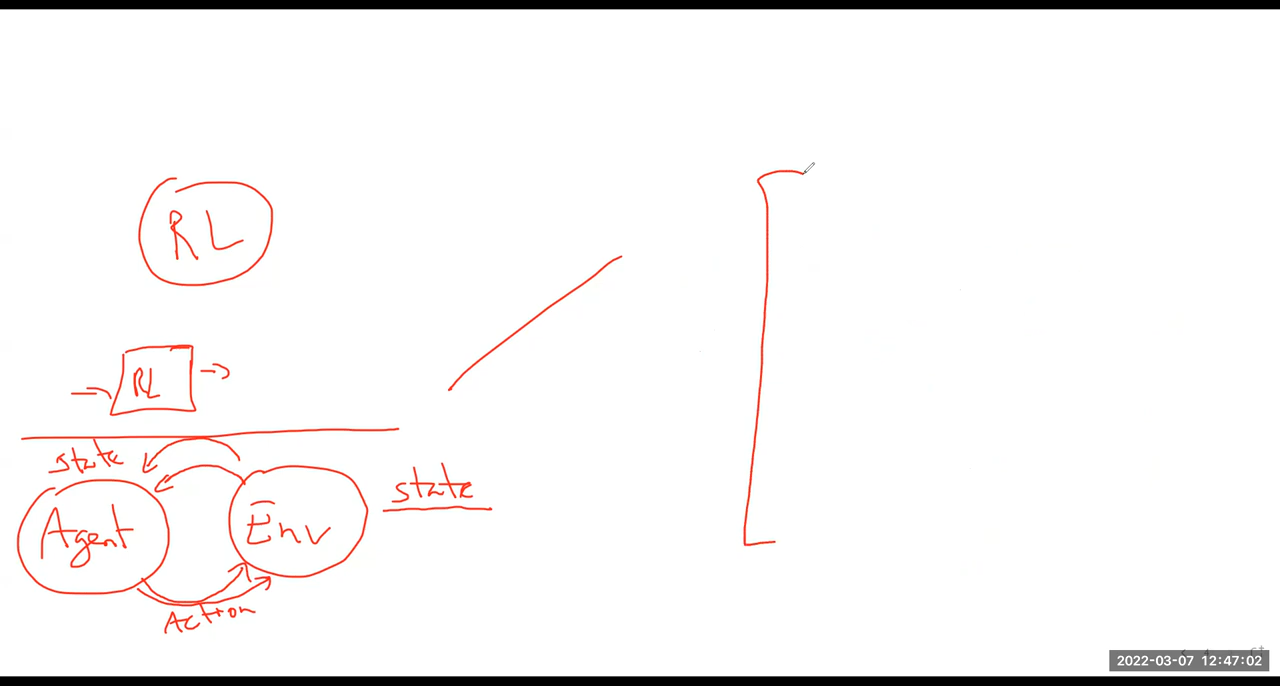 RL
RL
state
state
Agent
Env
Action
2022-03-07 12:47:02